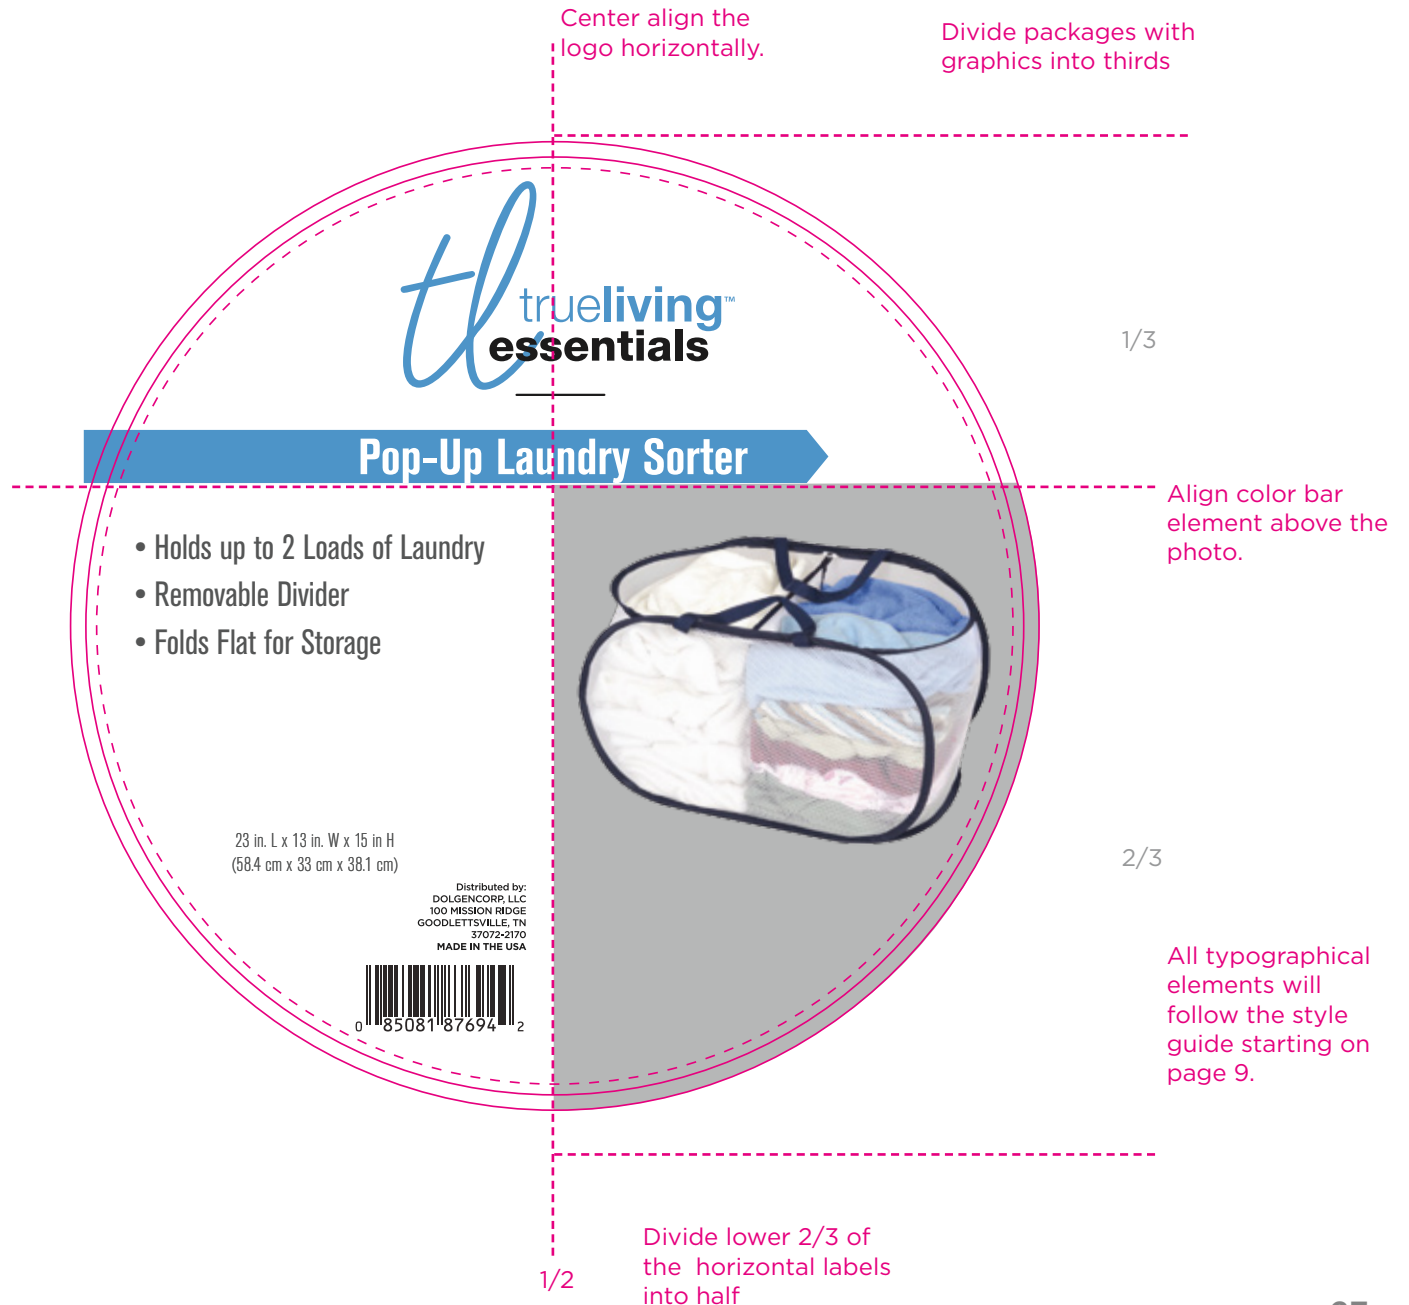 Center align the
logo horizontally.
Divide packages with
graphics into thirds
tl
trueliving™
essentials
1/3
Pop-Up Laundry Sorter
Align color bar
element above the
photo.
• Holds up to 2 Loads of Laundry
• Removable Divider
• Folds Flat for Storage
23 in. L x 13 in. W x 15 in H
(58.4 cm x 33 cm x 38.1 cm)
2/3
Distributed by:
DOLGENCORP, LLC
100 MISSION RIDGE
GOODLETTSVILLE, TN
37072-2170
MADE IN THE USA
0 85081 87694 2
All typographical
elements will
follow the style
guide starting on
page 9.
1/2
Divide lower 2/3 of
the horizontal labels
into half